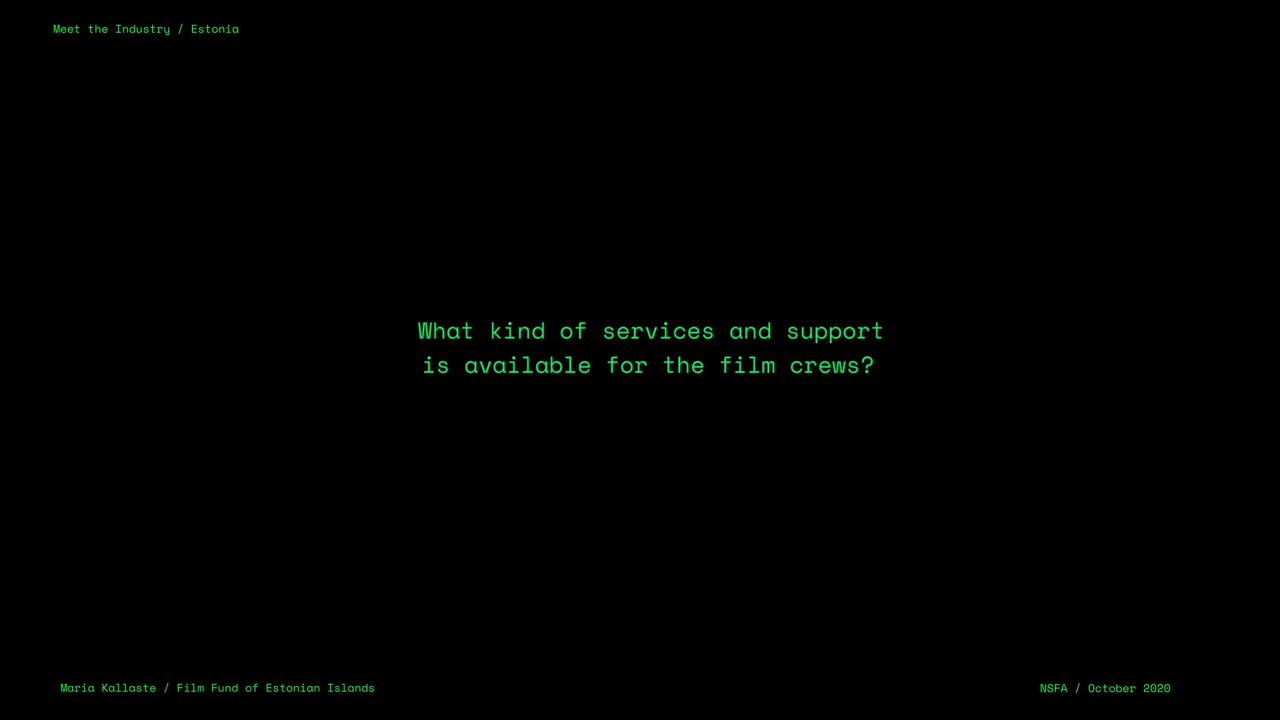 Meet the Industry / Estonia
What kind of services and support
is available for the film crews?
Maria Kallaste / Film Fund of Estonian Islands
NSFA / October 2020